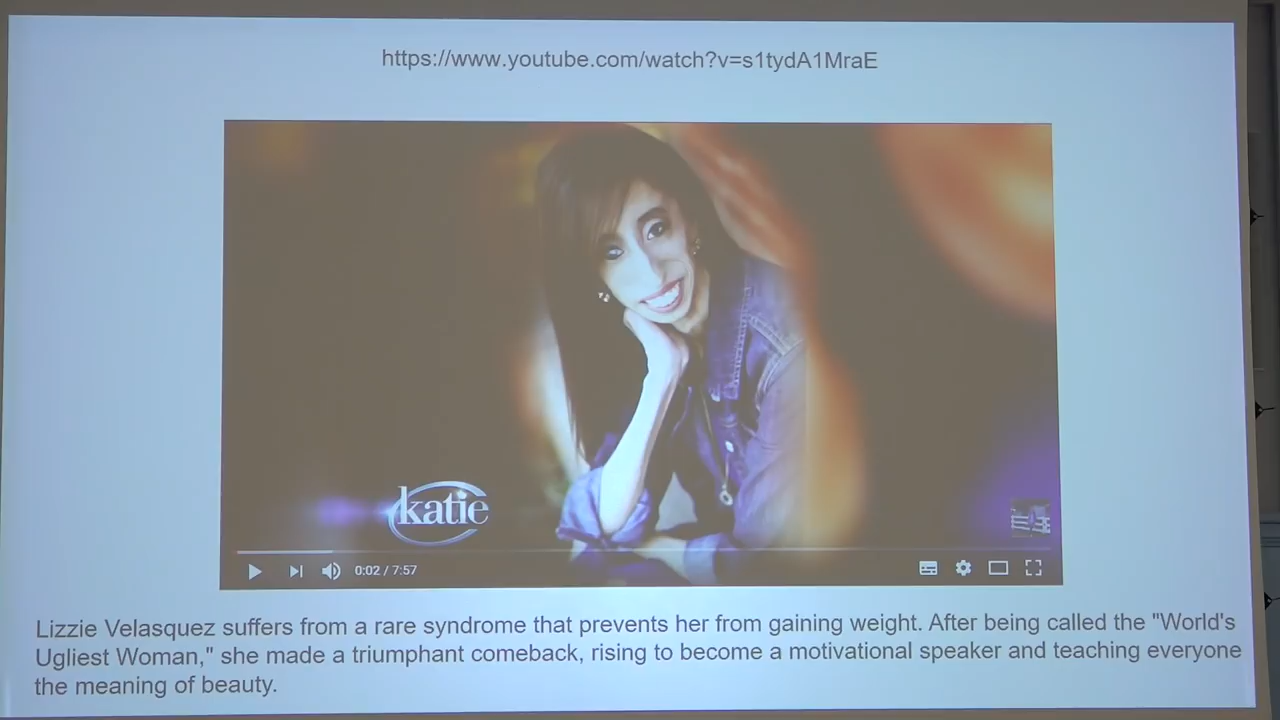 https://www.youtube.com/watch?v=s1tydA1MraE
katie
0:02 / 7:57
Lizzie Velasquez suffers from a rare syndrome that prevents her from gaining weight. After being called the "World's
Ugliest Woman," she made a triumphant comeback, rising to become a motivational speaker and teaching everyone
the meaning of beauty.